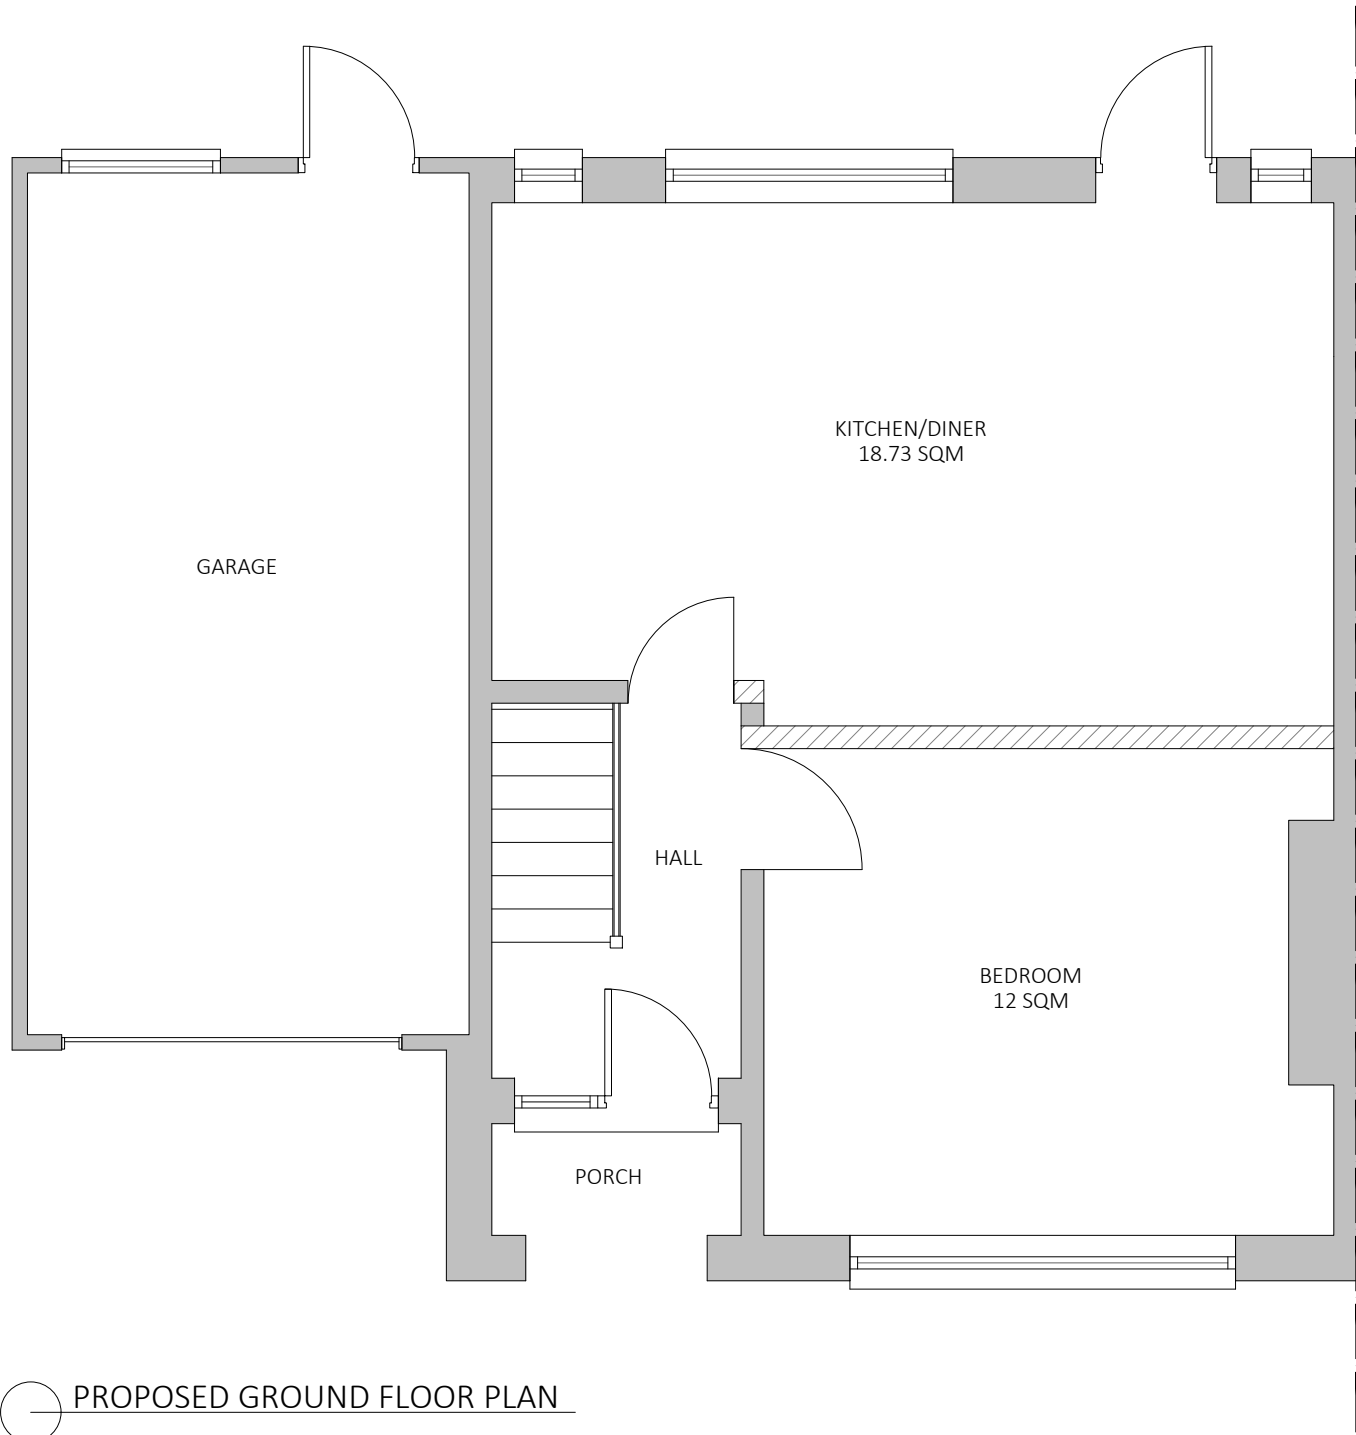 KITCHEN/DINER
18.73 SQM
GARAGE
HALL
BEDROOM
12 SQM
PORCH
PROPOSED GROUND FLOOR PLAN